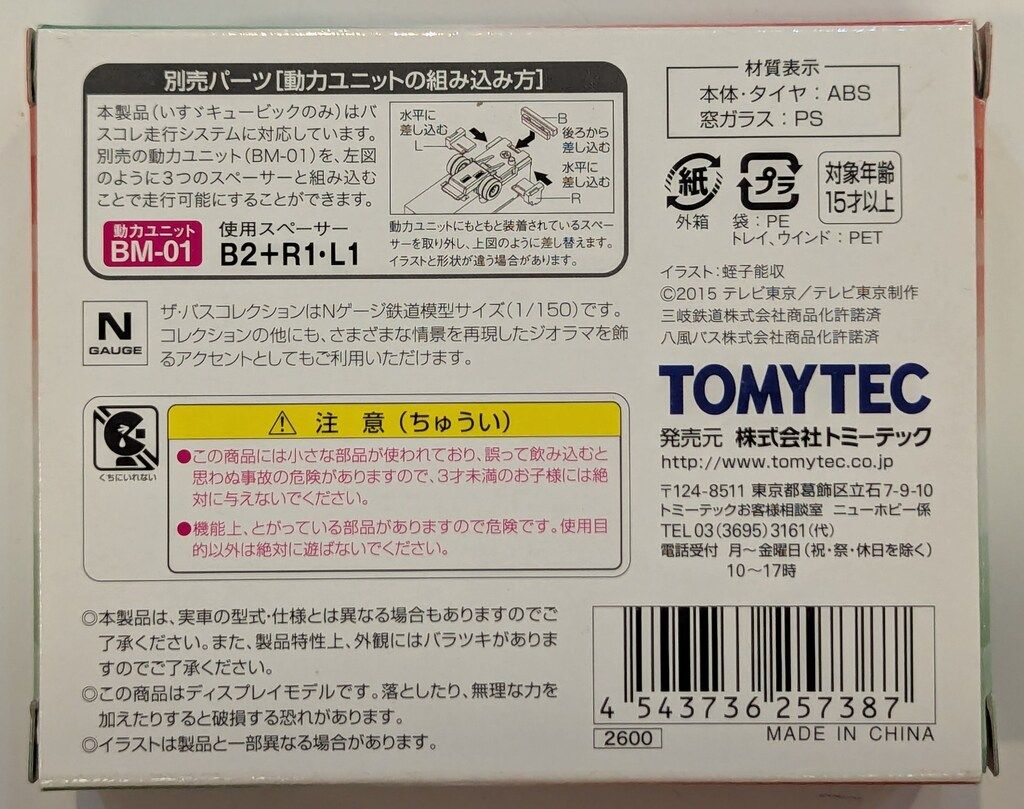 別売パーツ[動力ユニットの組み込み方]
本製品(いすゞキュービックのみ)はバ
スコレ走行システムに対応しています。
別売の動力ユニット(BM-01)を、左図
のように3つのスペーサーと組み込む
ことで走行可能にすることができます。
動力ユニット
BM-01
使用スペーサー
B2+R1・L1
水平に
差し込む
L
B
後ろから
差し込む
水平に
差し込む
R
動力ユニットにもともと装着されているスペー
サーを取り外し、上図のように差し替えます。
イラストと形状が違う場合があります。
N
GAUGE
ザ・バスコレクションはNゲージ鉄道模型サイズ(1/150)です。
コレクションの他にも、さまざまな情景を再現したジオラマを飾
るアクセントとしてもご利用いただけます。
くちにいれない
注 意(ちゅうい)
●この商品には小さな部品が使われており、誤って飲み込むと
思わぬ事故の危険がありますので、3才未満のお子様には絶
対に与えないでください。
●機能上、とがっている部品がありますので危険です。使用目
的以外は絶対に遊ばないでください。
◎本製品は、実車の型式・仕様とは異なる場合もありますのでご
了承ください。また、製品特性上、外観にはバラツキがありま
すのでご了承ください。
◎この商品はディスプレイモデルです。落としたり、無理な力を
加えたりすると破損する恐れがあります。
◎イラストは製品と一部異なる場合があります。
材質表示
本体・タイヤ:ABS
窓ガラス:PS
紙
外箱
プラ
袋:PE
トレイ、ウインド:PET
対象年齢
15才以上
イラスト:蛭子能収
©2015 テレビ東京/テレビ東京制作
三岐鉄道株式会社商品化許諾済
八風バス株式会社商品化許諾済
TOMYTEC
発売元 株式会社トミーテック
http://www.tomytec.co.jp
〒124-8511 東京都葛飾区立石7-9-10
トミーテックお客様相談室 ニューホビー係
TEL 03(3695)3161(代)
電話受付 月〜金曜日(祝・祭・休日を除く)
10〜17時
4 543736 257387
2600
MADE IN CHINA